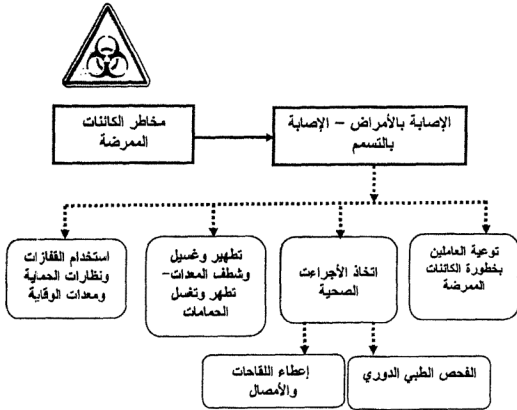 مخاطر الكائنات
الممرضة
الإصابة بالأمراض – الإصابة
بالتسمم
توعية العاملين
بخطورة الكائنات
الممرضة
اتخاذ الأجراءت
الصحية
تطهير وغسيل
وشطف المعدات–
تطهر وتغسل
الحمامات
استخدام القفازات
ونظارات الحماية
ومعدات الوقاية
الفحص الطبي الدوري
إعطاء اللقاحات
والأمصال